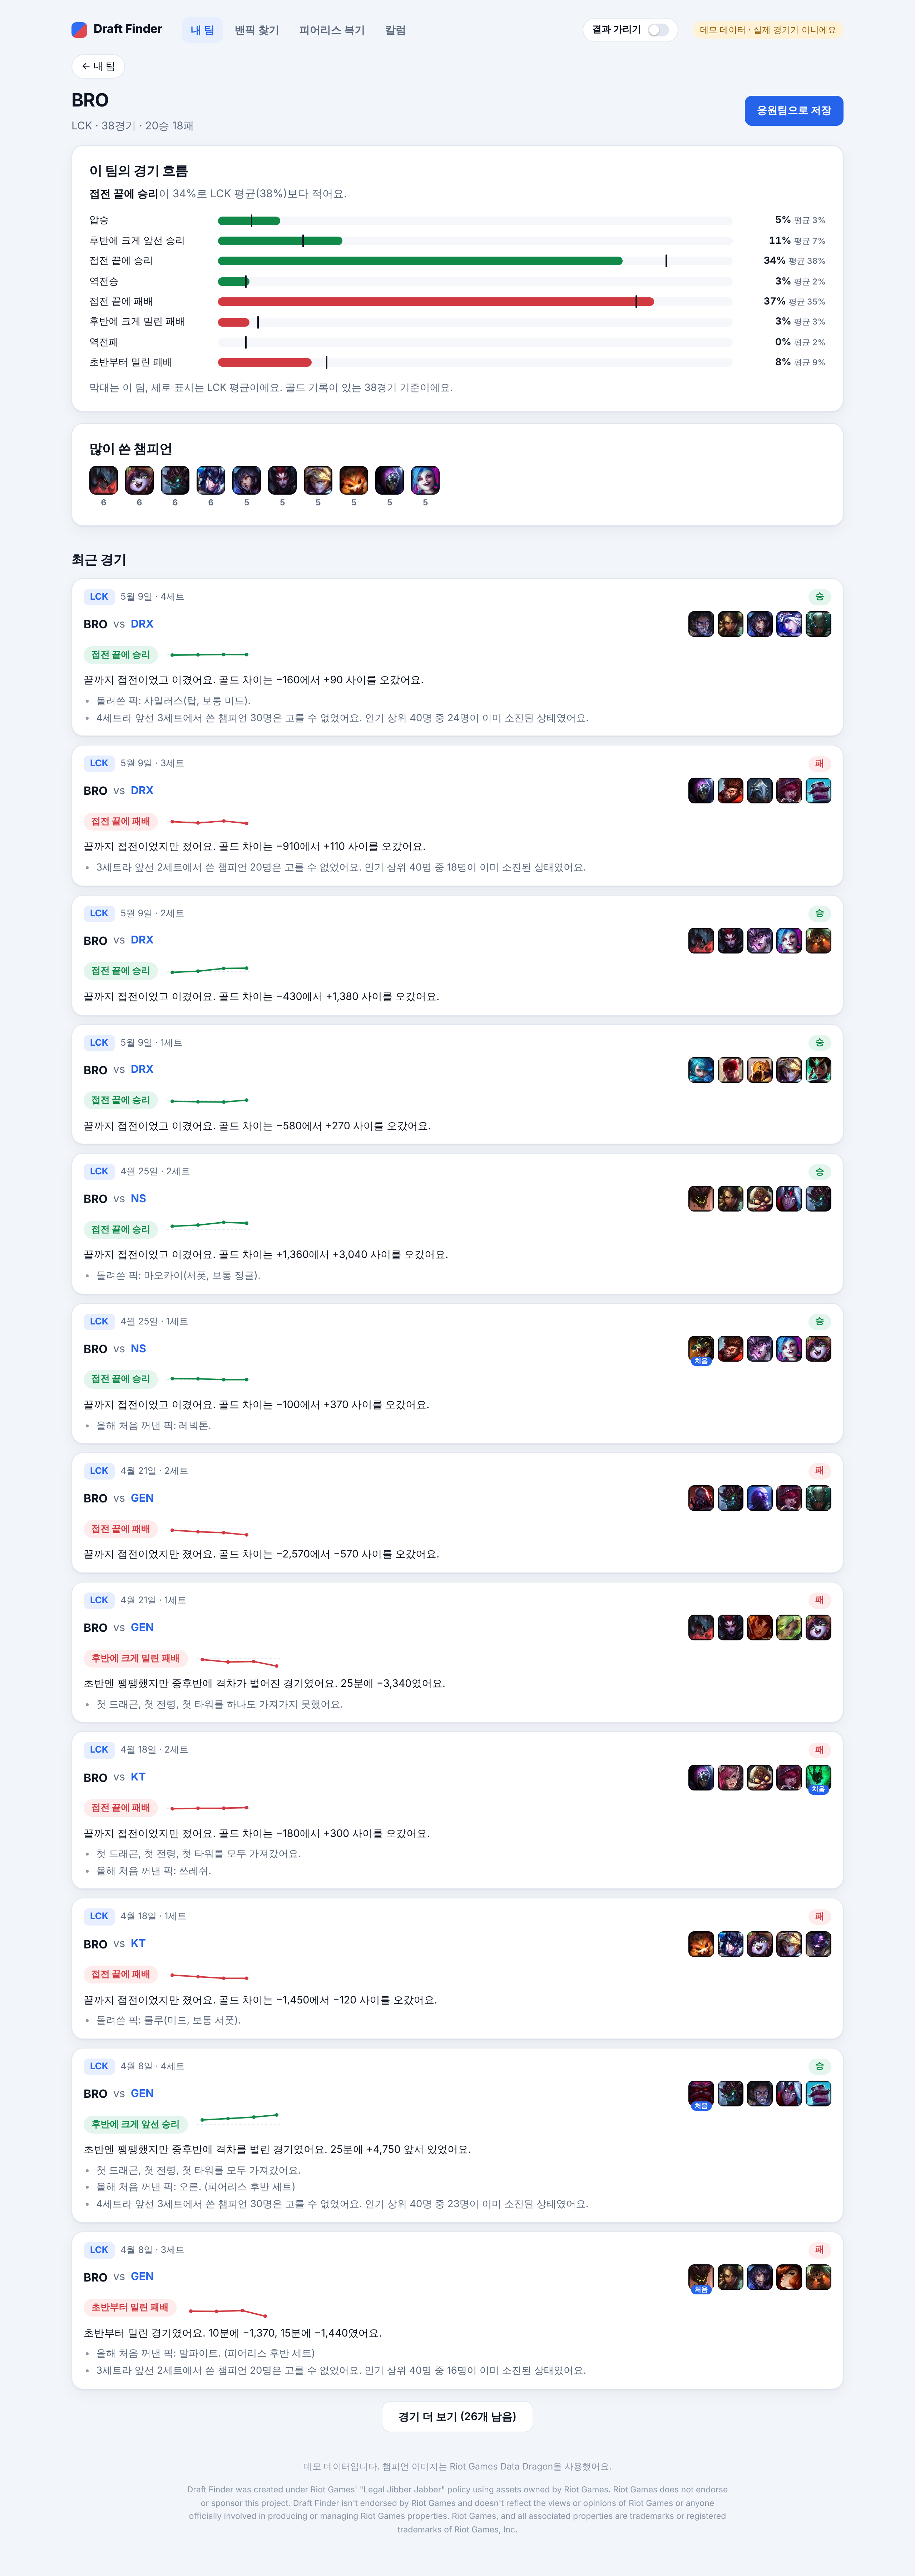 Draft Finder 내 팀 밴픽 찾기 피어리스 복기 칼럼 결과 가리기 데모 데이터 · 실제 경기가 아니에요
← 내 팀
BRO
응원팀으로 저장
LCK · 38경기 · 20승 18패
이 팀의 경기 흐름
접전 끝에 승리이 34%로 LCK 평균(38%)보다 적어요.
압승 5% 평균 3%
후반에 크게 앞선 승리 11% 평균 7%
접전 끝에 승리 34% 평균 38%
역전승 3% 평균 2%
접전 끝에 패배 37% 평균 35%
후반에 크게 밀린 패배 3% 평균 3%
역전패 0% 평균 2%
초반부터 밀린 패배 8% 평균 9%
막대는 이 팀, 세로 표시는 LCK 평균이에요. 골드 기록이 있는 38경기 기준이에요.
많이 쓴 챔피언
6 6 6 6 5 5 5 5 5 5
최근 경기
LCK 5월 9일 · 4세트 승
BRO vs DRX
접전 끝에 승리
끝까지 접전이었고 이겼어요. 골드 차이는 −160에서 +90 사이를 오갔어요.
• 돌려쓴 픽: 사일러스(탑, 보통 미드).
• 4세트라 앞선 3세트에서 쓴 챔피언 30명은 고를 수 없었어요. 인기 상위 40명 중 24명이 이미 소진된 상태였어요.
LCK 5월 9일 · 3세트 패
BRO vs DRX
접전 끝에 패배
끝까지 접전이었지만 졌어요. 골드 차이는 −910에서 +110 사이를 오갔어요.
• 3세트라 앞선 2세트에서 쓴 챔피언 20명은 고를 수 없었어요. 인기 상위 40명 중 18명이 이미 소진된 상태였어요.
LCK 5월 9일 · 2세트 승
BRO vs DRX
접전 끝에 승리
끝까지 접전이었고 이겼어요. 골드 차이는 −430에서 +1,380 사이를 오갔어요.
LCK 5월 9일 · 1세트 승
BRO vs DRX
접전 끝에 승리
끝까지 접전이었고 이겼어요. 골드 차이는 −580에서 +270 사이를 오갔어요.
LCK 4월 25일 · 2세트 승
BRO vs NS
접전 끝에 승리
끝까지 접전이었고 이겼어요. 골드 차이는 +1,360에서 +3,040 사이를 오갔어요.
• 돌려쓴 픽: 마오카이(서폿, 보통 정글).
LCK 4월 25일 · 1세트 승
BRO vs NS
처음
접전 끝에 승리
끝까지 접전이었고 이겼어요. 골드 차이는 −100에서 +370 사이를 오갔어요.
• 올해 처음 꺼낸 픽: 레넥톤.
LCK 4월 21일 · 2세트 패
BRO vs GEN
접전 끝에 패배
끝까지 접전이었지만 졌어요. 골드 차이는 −2,570에서 −570 사이를 오갔어요.
LCK 4월 21일 · 1세트 패
BRO vs GEN
후반에 크게 밀린 패배
초반엔 팽팽했지만 중후반에 격차가 벌어진 경기였어요. 25분에 −3,340였어요.
• 첫 드래곤, 첫 전령, 첫 타워를 하나도 가져가지 못했어요.
LCK 4월 18일 · 2세트 패
BRO vs KT
처음
접전 끝에 패배
끝까지 접전이었지만 졌어요. 골드 차이는 −180에서 +300 사이를 오갔어요.
• 첫 드래곤, 첫 전령, 첫 타워를 모두 가져갔어요.
• 올해 처음 꺼낸 픽: 쓰레쉬.
LCK 4월 18일 · 1세트 패
BRO vs KT
접전 끝에 패배
끝까지 접전이었지만 졌어요. 골드 차이는 −1,450에서 −120 사이를 오갔어요.
• 돌려쓴 픽: 룰루(미드, 보통 서폿).
LCK 4월 8일 · 4세트 승
BRO vs GEN
처음
후반에 크게 앞선 승리
초반엔 팽팽했지만 중후반에 격차를 벌린 경기였어요. 25분에 +4,750 앞서 있었어요.
• 첫 드래곤, 첫 전령, 첫 타워를 모두 가져갔어요.
• 올해 처음 꺼낸 픽: 오른. (피어리스 후반 세트)
• 4세트라 앞선 3세트에서 쓴 챔피언 30명은 고를 수 없었어요. 인기 상위 40명 중 23명이 이미 소진된 상태였어요.
LCK 4월 8일 · 3세트 패
BRO vs GEN
처음
초반부터 밀린 패배
초반부터 밀린 경기였어요. 10분에 −1,370, 15분에 −1,440였어요.
• 올해 처음 꺼낸 픽: 말파이트. (피어리스 후반 세트)
• 3세트라 앞선 2세트에서 쓴 챔피언 20명은 고를 수 없었어요. 인기 상위 40명 중 16명이 이미 소진된 상태였어요.
경기 더 보기 (26개 남음)
데모 데이터입니다. 챔피언 이미지는 Riot Games Data Dragon을 사용했어요.
Draft Finder was created under Riot Games' "Legal Jibber Jabber" policy using assets owned by Riot Games. Riot Games does not endorse
or sponsor this project. Draft Finder isn't endorsed by Riot Games and doesn't reflect the views or opinions of Riot Games or anyone
officially involved in producing or managing Riot Games properties. Riot Games, and all associated properties are trademarks or registered
trademarks of Riot Games, Inc.